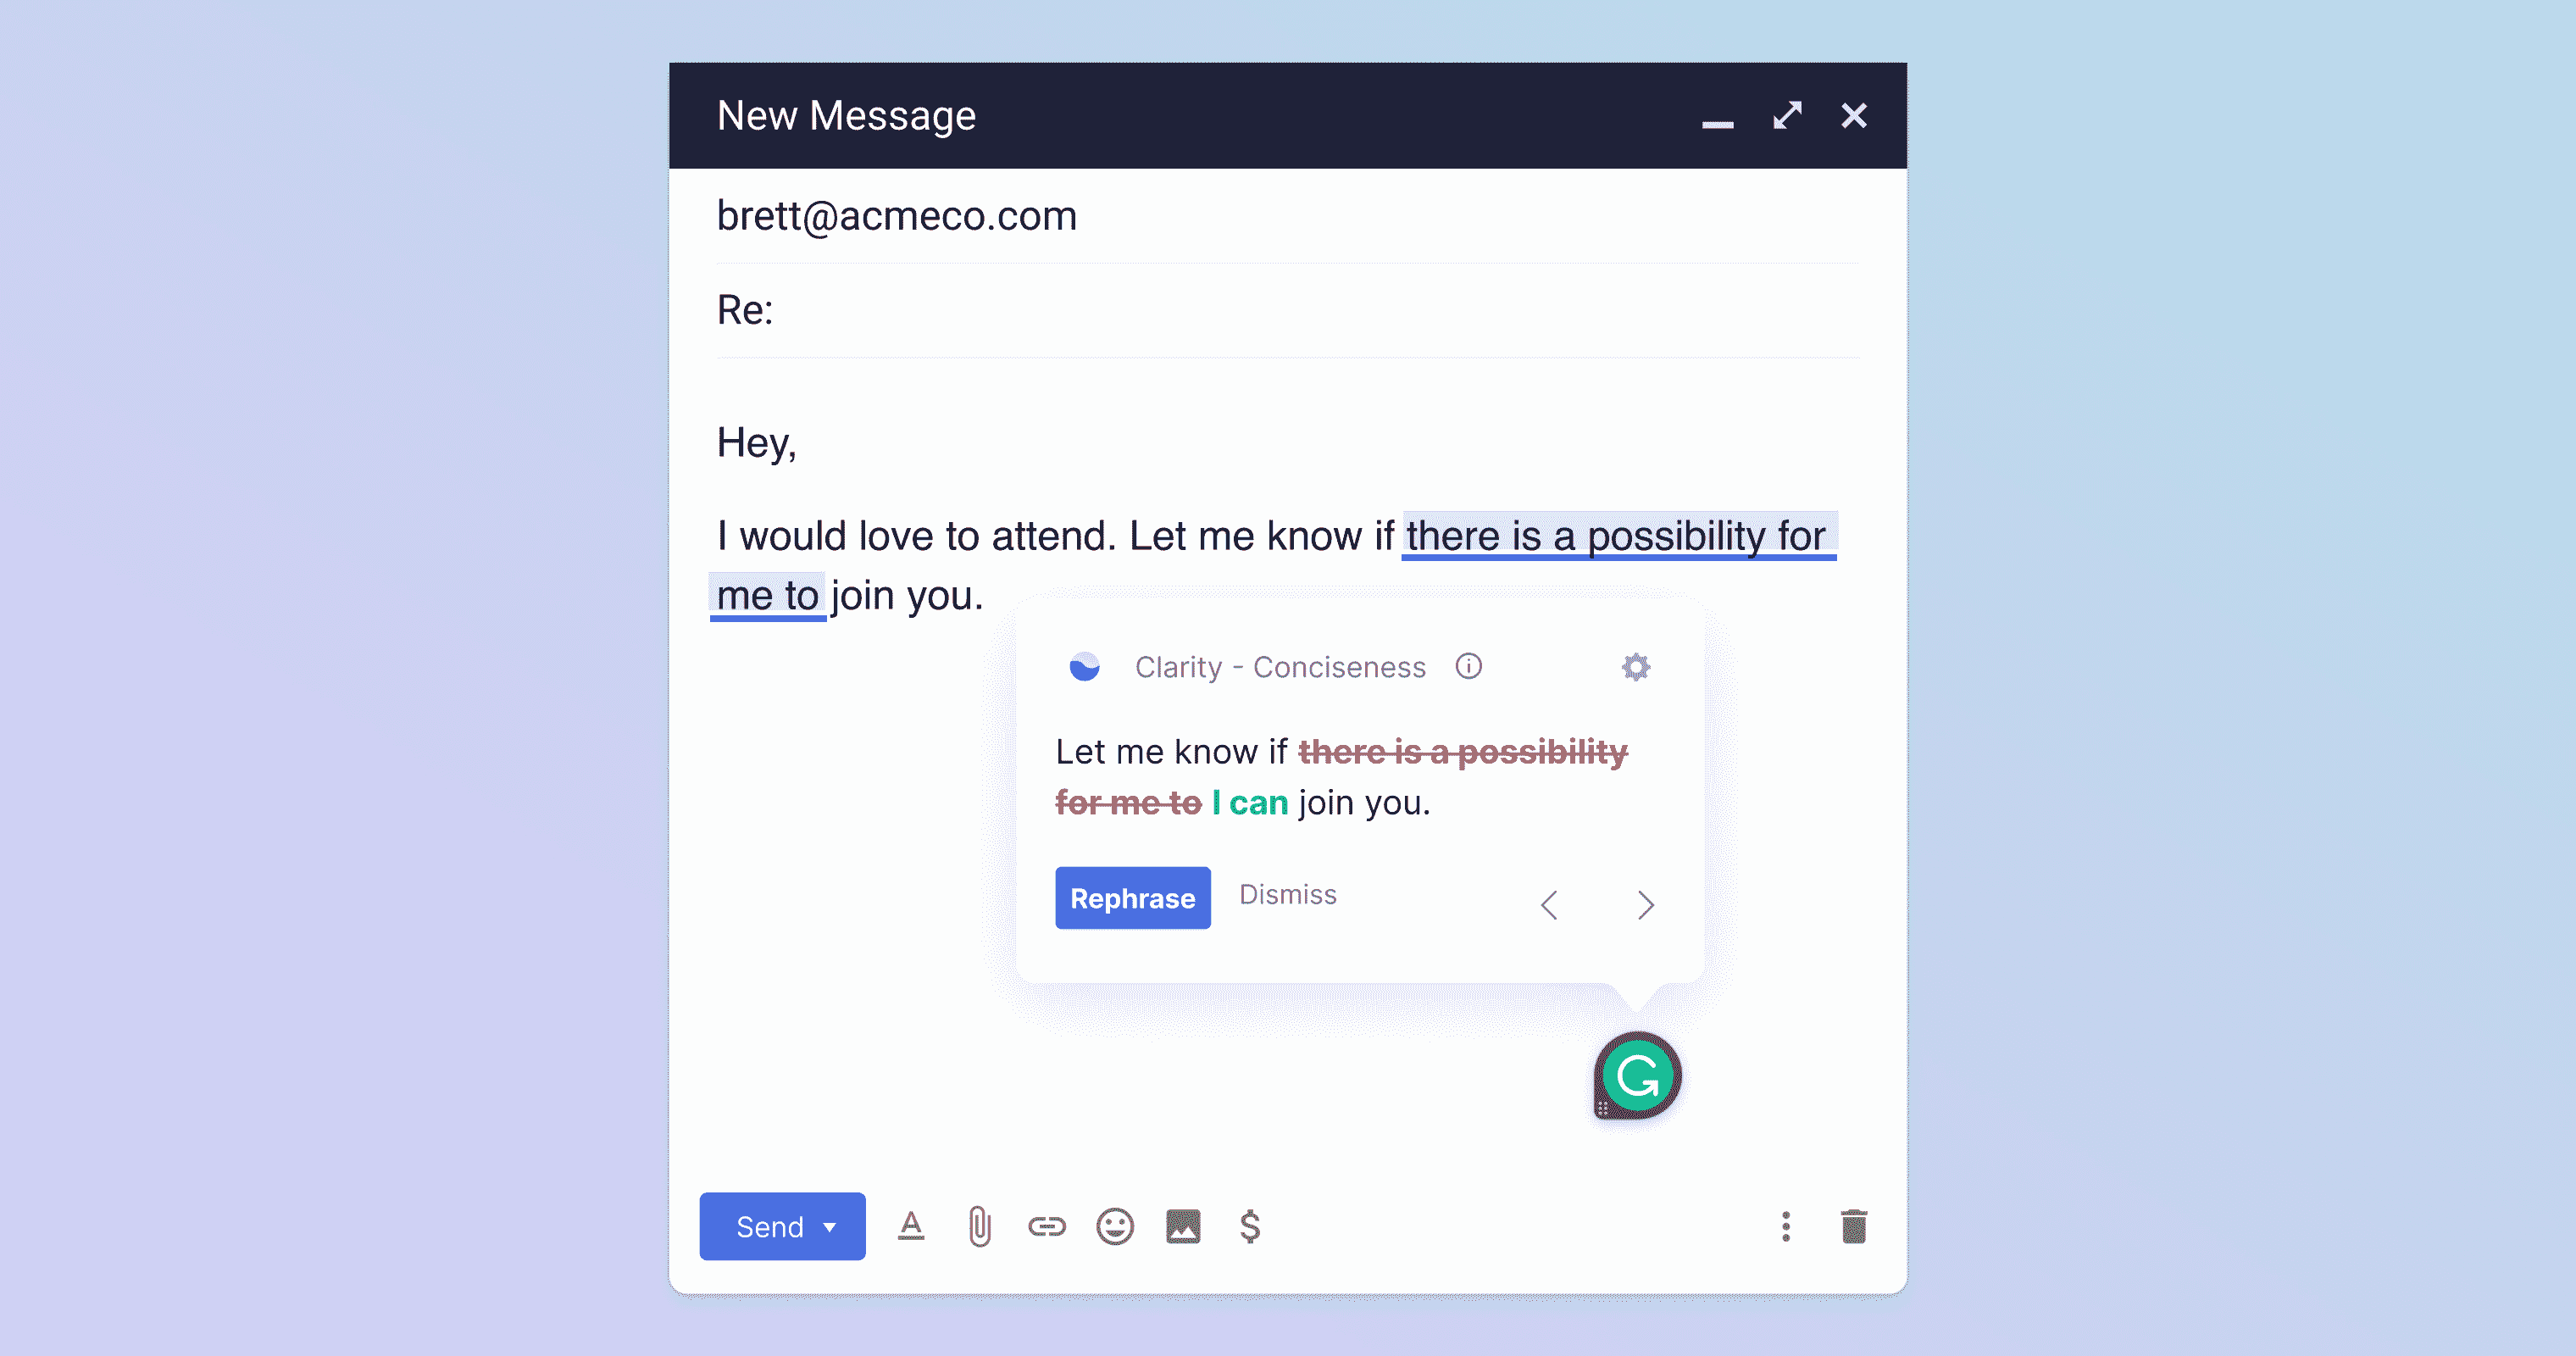 New Message
brett@acmeco.com
Re:
Hey,
I would love to attend. Let me know if there is a possibility for
me to join you.
Clarity - Conciseness
Let me know if there is a possibility
for me to I can join you.
Rephrase Dismiss
Send